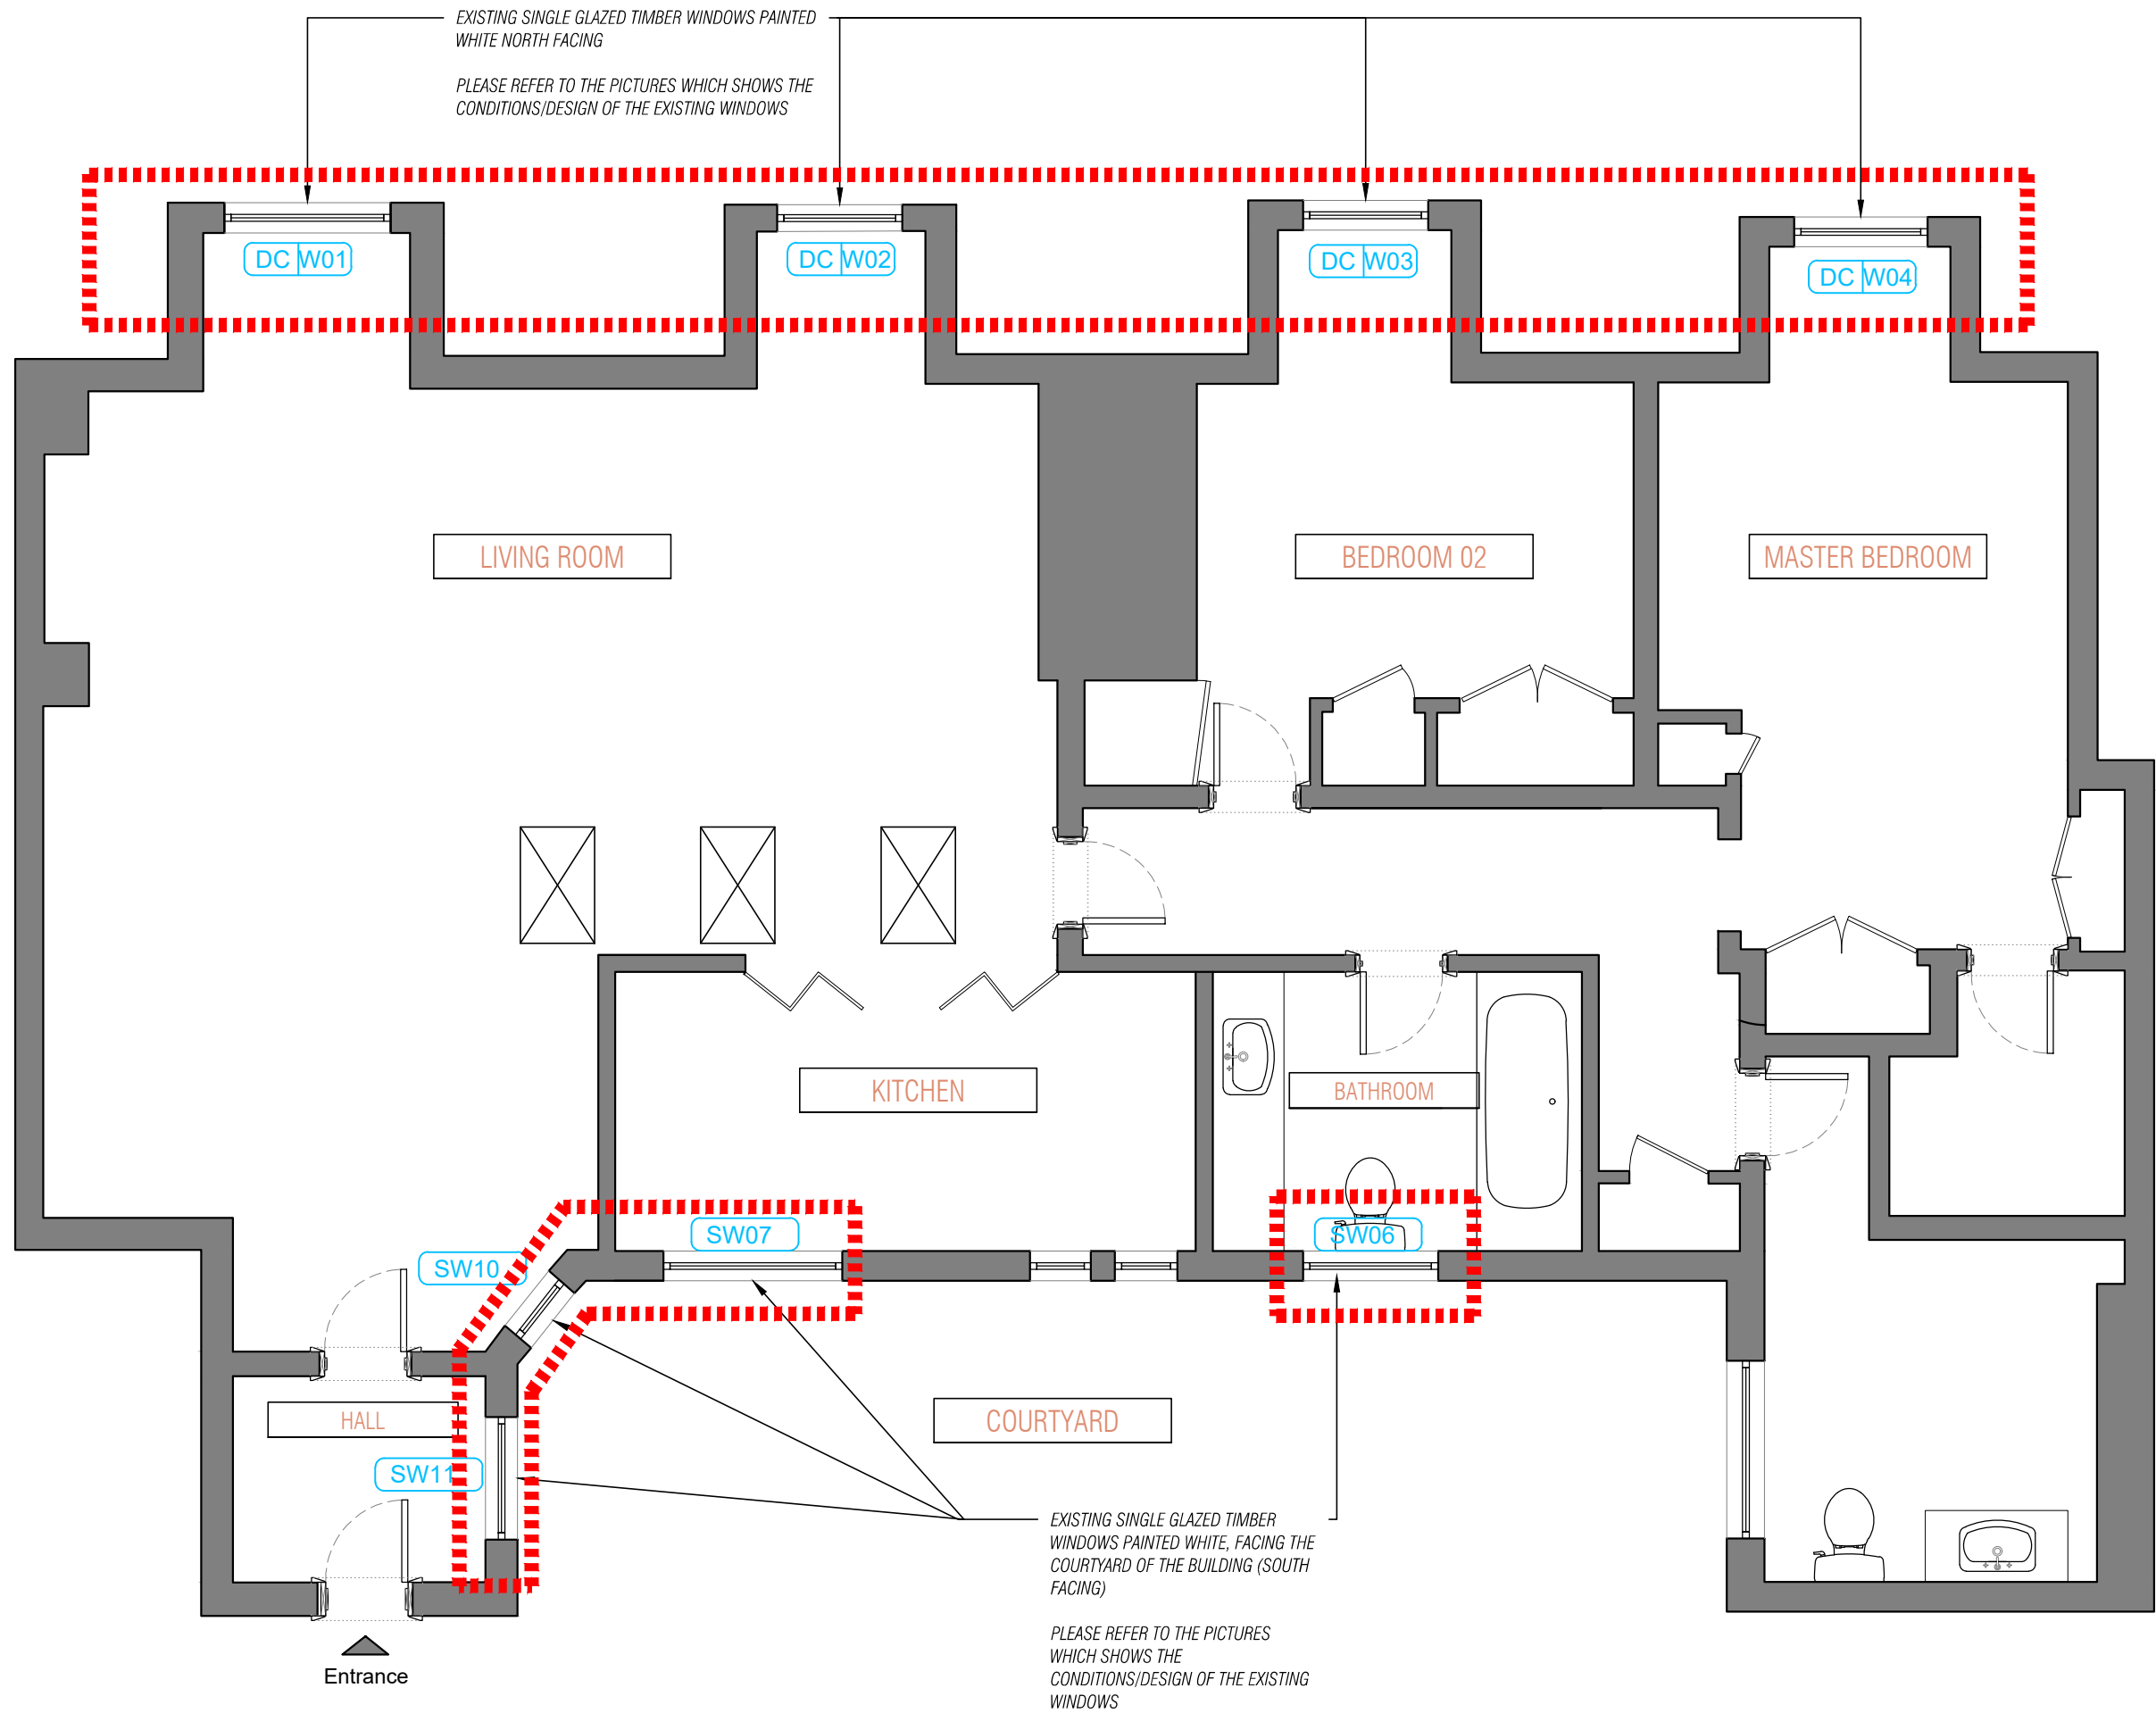 EXISTING SINGLE GLAZED TIMBER WINDOWS PAINTED
WHITE NORTH FACING
PLEASE REFER TO THE PICTURES WHICH SHOWS THE
CONDITIONS/DESIGN OF THE EXISTING WINDOWS
DC W01
DC W02
DC W03
DC W04
LIVING ROOM
BEDROOM 02
MASTER BEDROOM
KITCHEN
BATHROOM
SW07
SW06
SW10
HALL
COURTYARD
SW11
EXISTING SINGLE GLAZED TIMBER
WINDOWS PAINTED WHITE, FACING THE
COURTYARD OF THE BUILDING (SOUTH
FACING)
PLEASE REFER TO THE PICTURES
WHICH SHOWS THE
CONDITIONS/DESIGN OF THE EXISTING
WINDOWS
Entrance